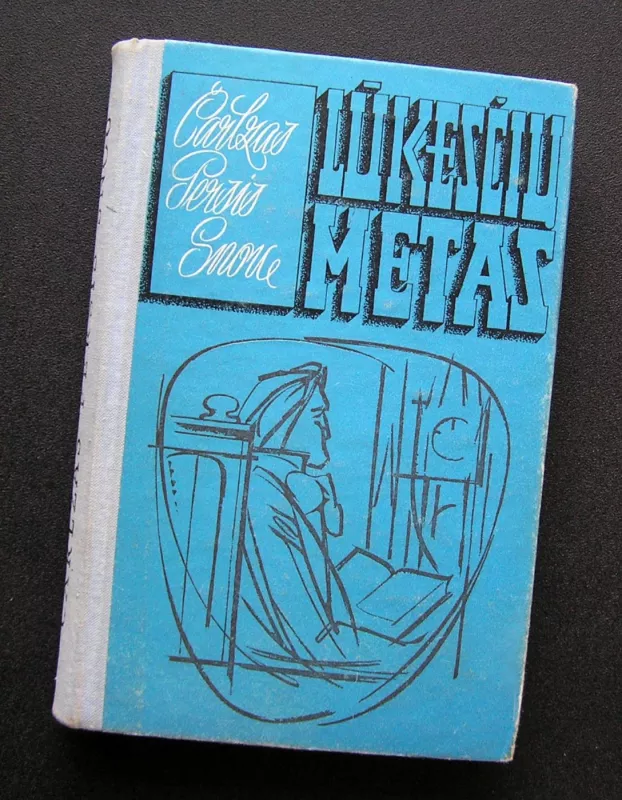 Čarlzas
Persis
Snou
LŪKESČIŲ
METAS